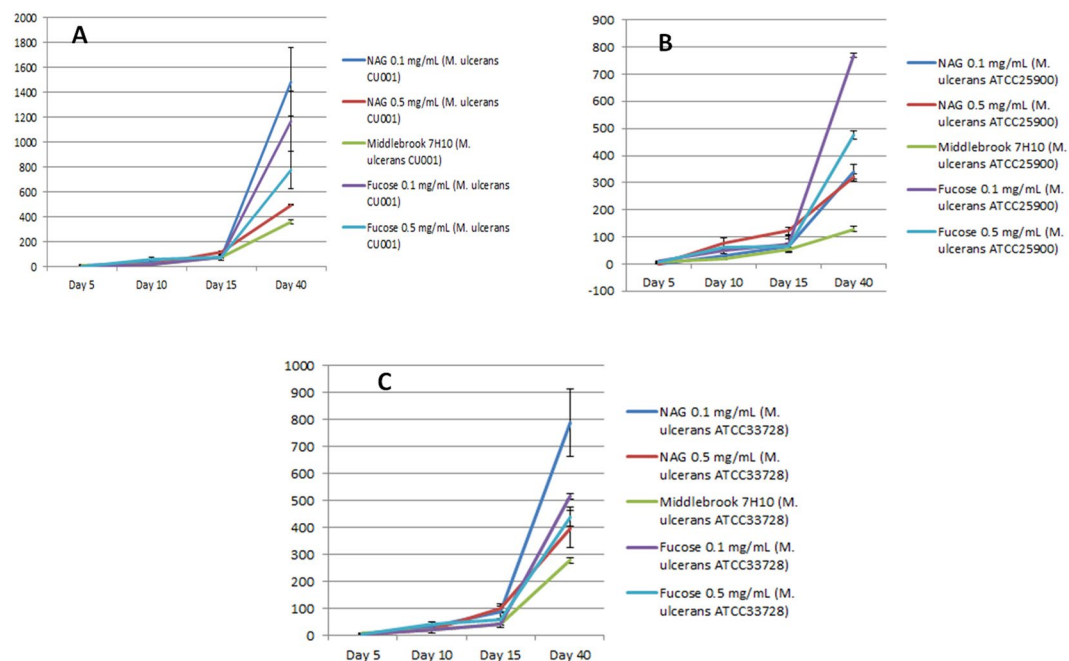 A
2000
1800
1600
1400
1200
1000
800
600
400
200
0
Day 5 Day 10 Day 15 Day 40
NAG 0.1 mg/mL (M. ulcerans
CU001)
NAG 0.5 mg/mL (M. ulcerans
CU001)
Middlebrook 7H10 (M.
ulcerans CU001)
Fucose 0.1 mg/mL (M. ulcerans
CU001)
Fucose 0.5 mg/mL (M. ulcerans
CU001)
B
900
800
700
600
500
400
300
200
100
0
-100
Day 5 Day 10 Day 15 Day 40
NAG 0.1 mg/mL (M.
ulcerans ATCC25900)
NAG 0.5 mg/mL (M.
ulcerans ATCC25900)
Middlebrook 7H10 (M.
ulcerans ATCC25900)
Fucose 0.1 mg/mL (M.
ulcerans ATCC25900)
Fucose 0.5 mg/mL (M.
ulcerans ATCC25900)
C
1000
900
800
700
600
500
400
300
200
100
0
Day 5 Day 10 Day 15 Day 40
NAG 0.1 mg/mL (M.
ulcerans ATCC33728)
NAG 0.5 mg/mL (M.
ulcerans ATCC33728)
Middlebrook 7H10 (M.
ulcerans ATCC33728)
Fucose 0.1 mg/mL (M.
ulcerans ATCC33728)
Fucose 0.5 mg/mL (M.
ulcerans ATCC33728)